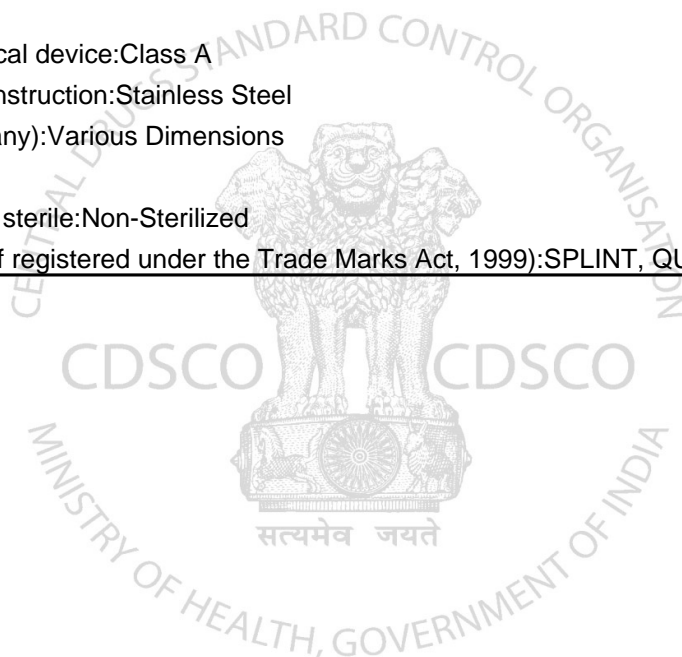 cal device:Class A
nstruction:Stainless Steel
any):Various Dimensions
sterile:Non-Sterilized
f registered under the Trade Marks Act, 1999):SPLINT, QU
CENTRAL DRUGS STANDARD CONTROL ORGANISATION
CDSCO CDSCO
सत्यमेव जयते
MINISTRY OF HEALTH, GOVERNMENT OF INDIA